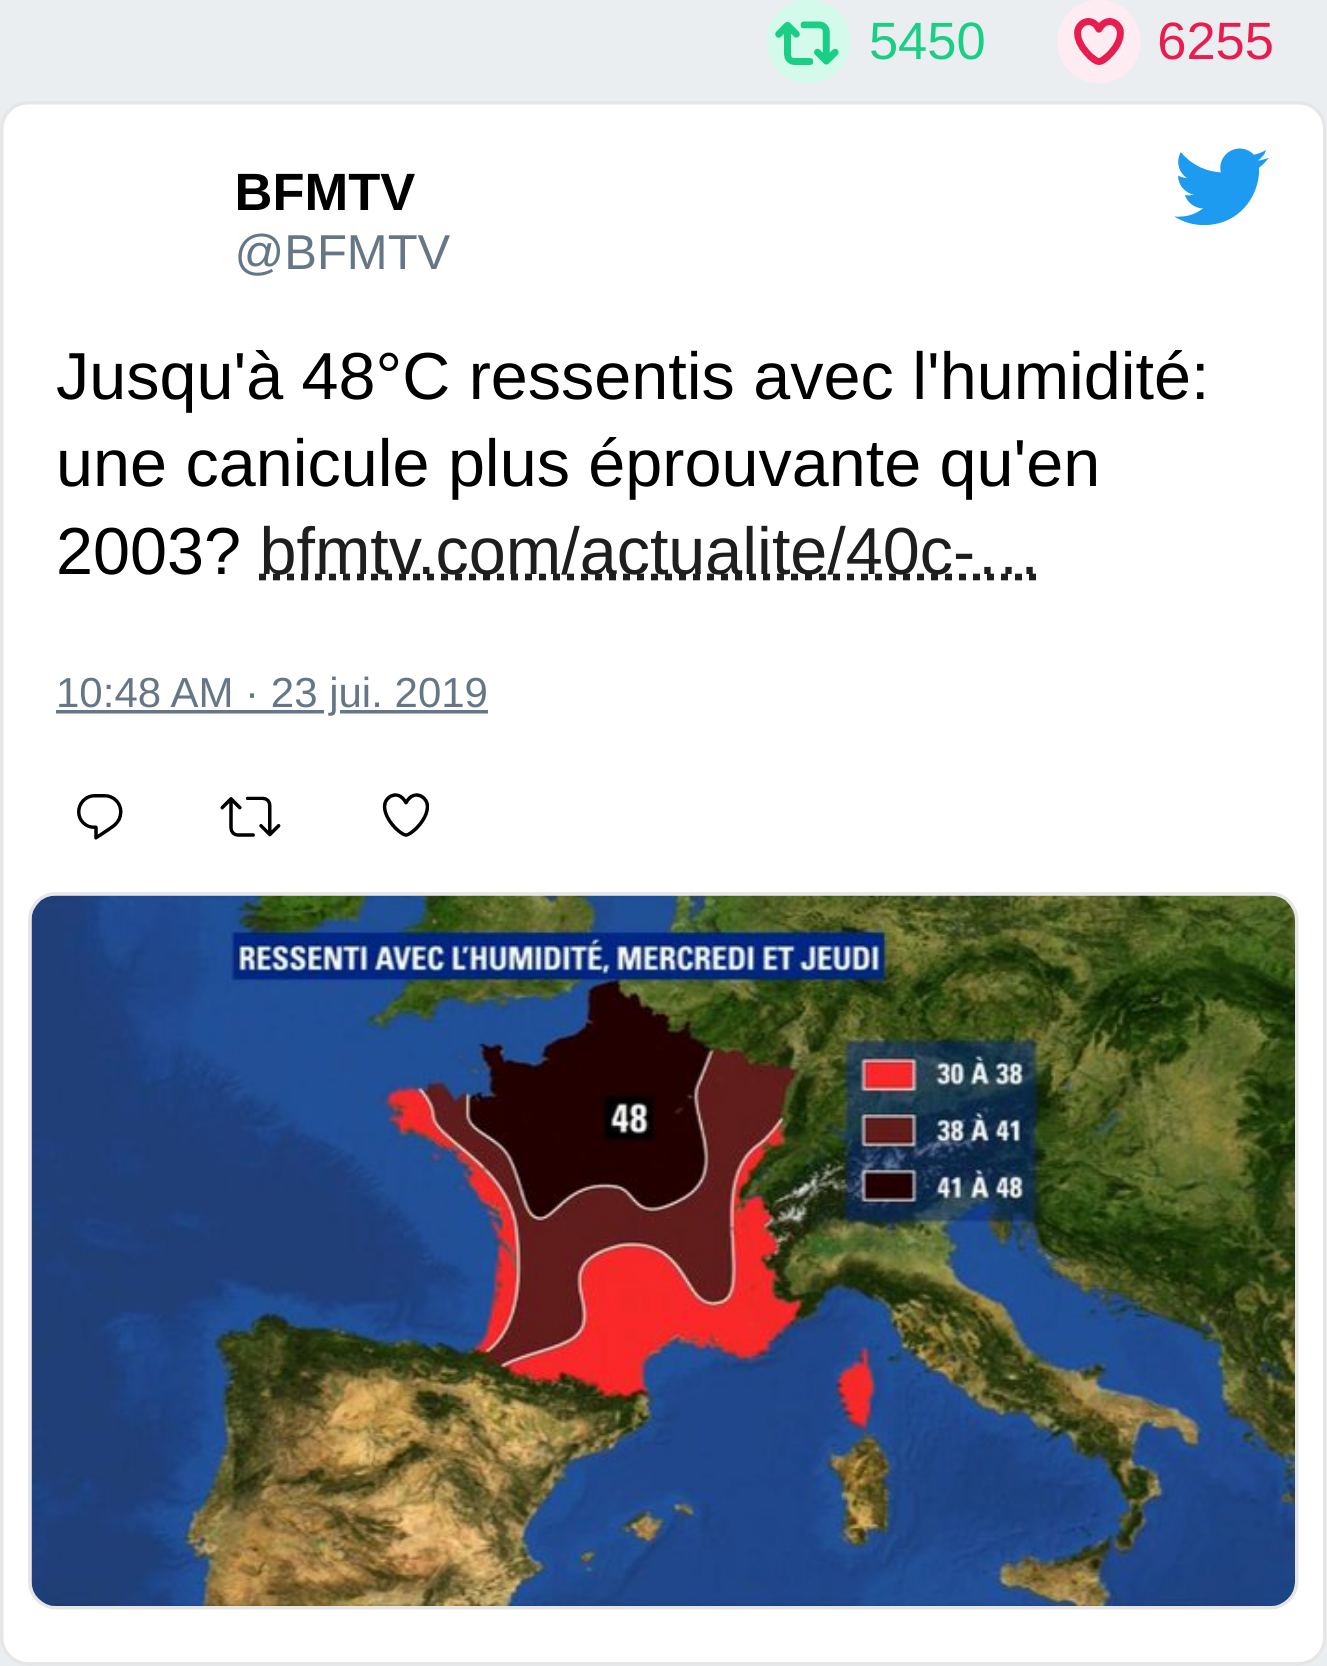 5450 6255
BFMTV
@BFMTV
Jusqu'à 48°C ressentis avec l'humidité:
une canicule plus éprouvante qu'en
2003? bfmtv.com/actualite/40c-...
10:48 AM · 23 jui. 2019
RESSENTI AVEC L'HUMIDITÉ, MERCREDI ET JEUDI
30 À 38
48
38 À 41
41 À 48